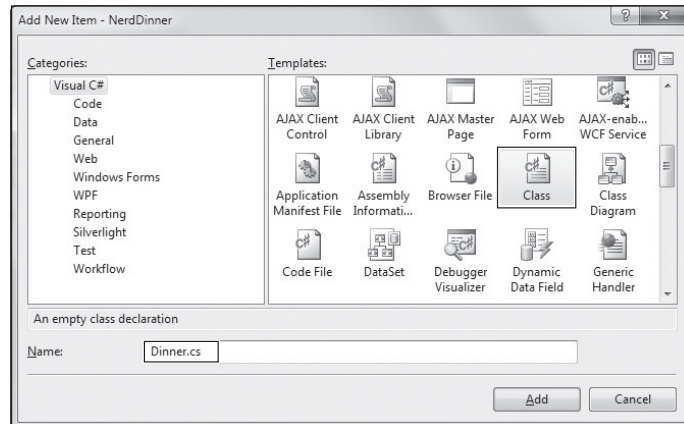 Add New Item - NerdDinner
Categories:
Visual C#
Code
Data
General
Web
Windows Forms
WPF
Reporting
Silverlight
Test
Workflow
Templates:
AJAX Client
Control
AJAX Client
Library
AJAX Master
Page
AJAX Web
Form
AJAX-enab...
WCF Service
Application
Manifest File
Assembly
Informati...
Browser File
Class
Class
Diagram
Code File
DataSet
Debugger
Visualizer
Dynamic
Data Field
Generic
Handler
An empty class declaration
Name:
Dinner.cs
Add
Cancel